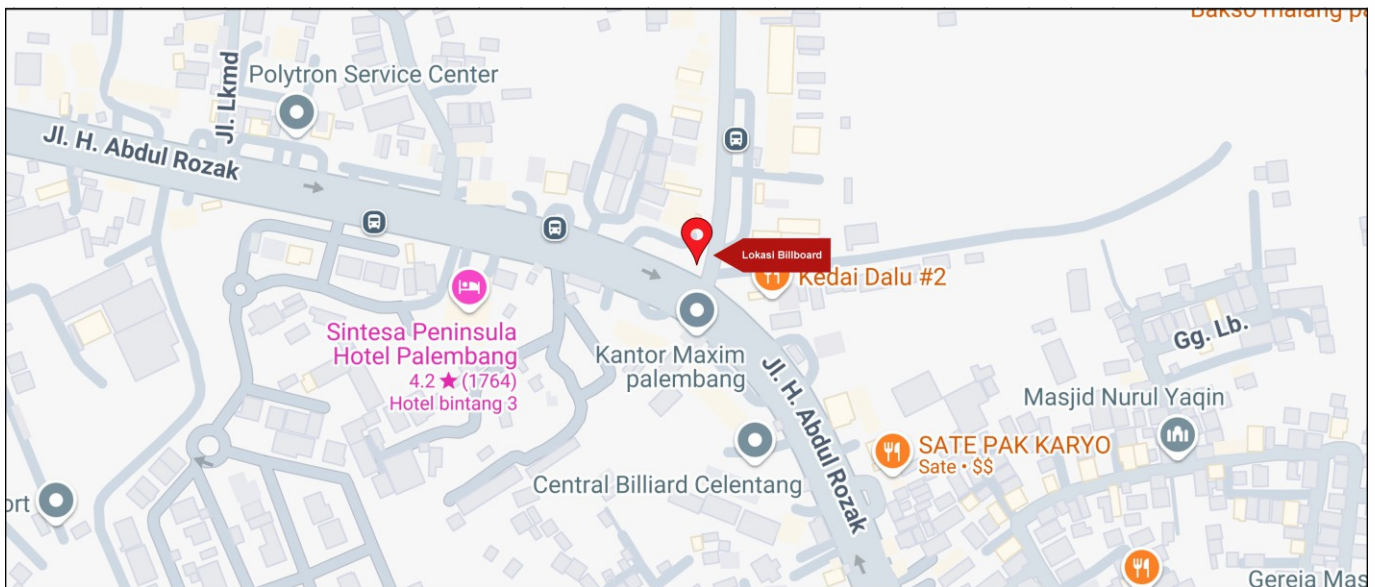 Bakso malang pa
Polytron Service Center
Jl. Lkmd
Jl. H. Abdul Rozak
Lokasi Billboard
Kedai Dalu #2
Sintesa Peninsula
Hotel Palembang
4.2 ★ (1764)
Hotel bintang 3
Kantor Maxim
palembang
Gg. Lb.
Jl. H. Abdul Rozak
Masjid Nurul Yaqin
SATE PAK KARYO
Sate • $$
Central Billiard Celentang
ort
Gereja Mas